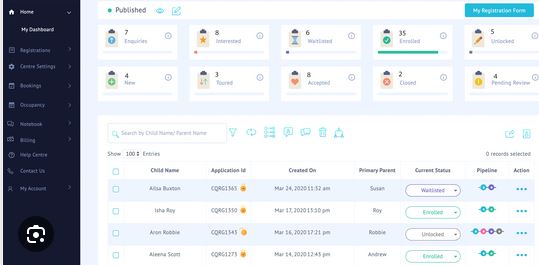 Home
My Dashboard
Registrations
Centre Settings
Bookings
Occupancy
Notebook
Billing
Help Centre
Contact Us
My Account
Published
My Registration Form
7
Enquiries
8
Interested
6
Waitlisted
35
Enrolled
5
Unlocked
4
New
3
Toured
8
Accepted
2
Closed
4
Pending Review
Search by Child Name/ Parent Name
Show 100 Entries
0 records selected
Child Name Application Id Created On Primary Parent Current Status Pipeline Action
Ailsa Buxton CQRG1365 Mar 24, 2020 11:32 am Susan Waitlisted
Isha Roy CQRG1350 Mar 17, 2020 13:10 pm Roy Enrolled
Aron Robbie CQRG1343 Mar 16, 2020 17:21 pm Robbie Unlocked
Aleena Scott CQRG1273 Mar 14, 2020 12:43 pm Andrew Enrolled